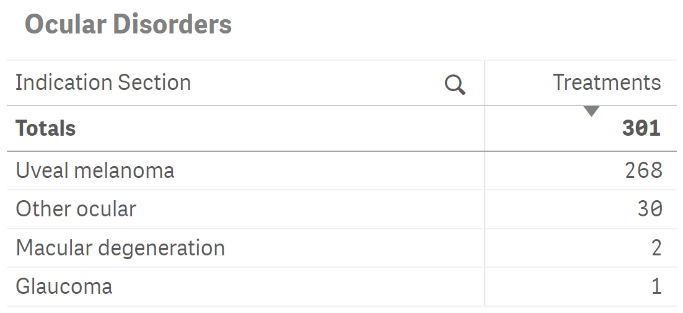 Ocular Disorders
Indication Section Treatments
Totals 301
Uveal melanoma 268
Other ocular 30
Macular degeneration 2
Glaucoma 1